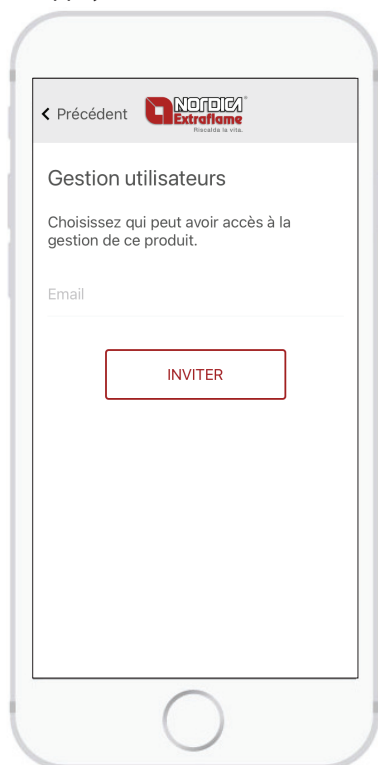 Précédent
NORDICA
Extraflame
Riscalda la vita.
Gestion utilisateurs
Choisissez qui peut avoir accès à la
gestion de ce produit.
Email
INVITER